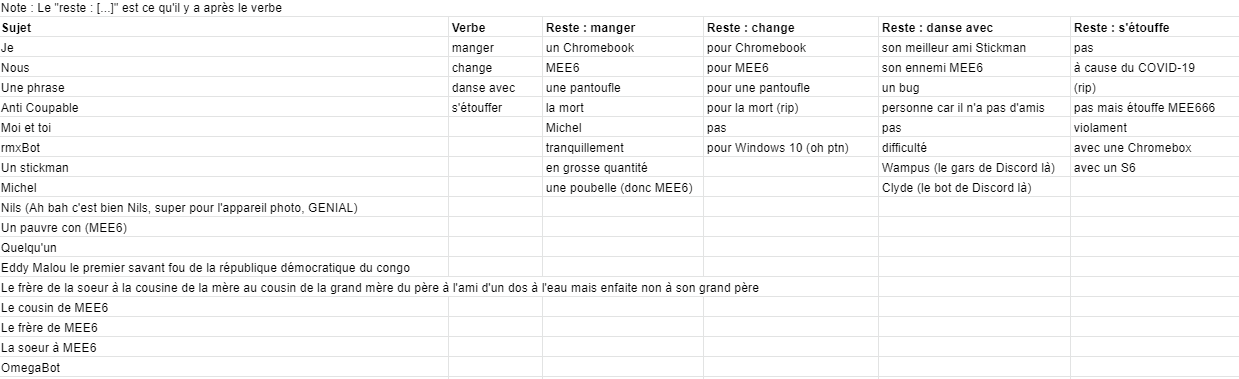 Note : Le "reste : [...]" est ce qu'il y a après le verbe
Sujet Verbe Reste : manger Reste : change Reste : danse avec Reste : s'étouffe
Je manger un Chromebook pour Chromebook son meilleur ami Stickman pas
Nous change MEE6 pour MEE6 son ennemi MEE6 à cause du COVID-19
Une phrase danse avec une pantoufle pour une pantoufle un bug (rip)
Anti Coupable s'étouffer la mort pour la mort (rip) personne car il n'a pas d'amis pas mais étouffe MEE666
Moi et toi Michel pas pas violament
rmxBot tranquillement pour Windows 10 (oh ptn) difficulté avec une Chromebox
Un stickman en grosse quantité Wampus (le gars de Discord là) avec un S6
Michel une poubelle (donc MEE6) Clyde (le bot de Discord là)
Nils (Ah bah c'est bien Nils, super pour l'appareil photo, GENIAL)
Un pauvre con (MEE6)
Quelqu'un
Eddy Malou le premier savant fou de la république démocratique du congo
Le frère de la soeur à la cousine de la mère au cousin de la grand mère du père à l'ami d'un dos à l'eau mais enfaite non à son grand père
Le cousin de MEE6
Le frère de MEE6
La soeur à MEE6
OmegaBot